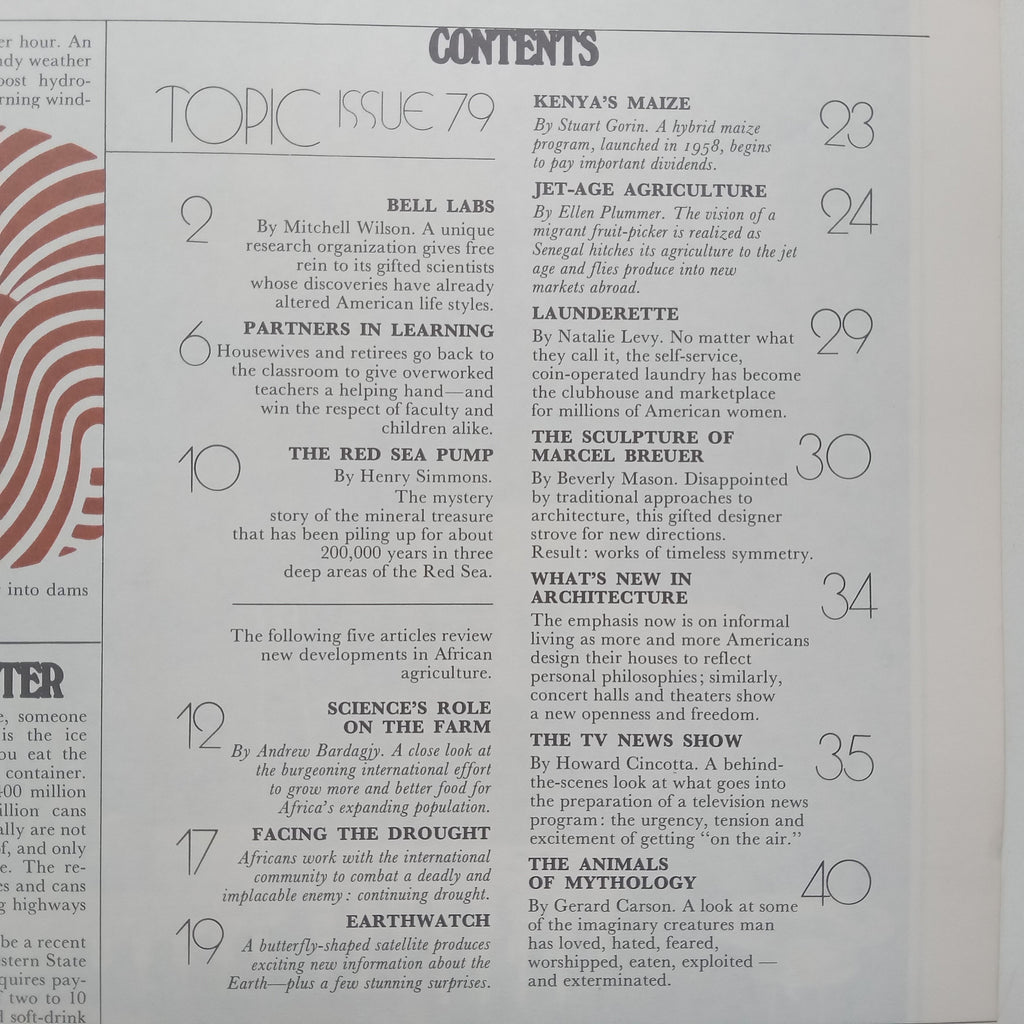 er hour. An
weather
hydro-
wind-
into dams
TER
someone
is the ice
eat the
container.
million
cans
are not
and only
The re-
and cans
highways
be a recent
State
pay-
two to 10
soft-drink
CONTENTS
TOPIC ISSUE 79
2
BELL LABS
By Mitchell Wilson. A unique
research organization gives free
rein to its gifted scientists
whose discoveries have already
altered American life styles.
6
PARTNERS IN LEARNING
Housewives and retirees go back to
the classroom to give overworked
teachers a helping hand—and
win the respect of faculty and
children alike.
10
THE RED SEA PUMP
By Henry Simmons.
The mystery
story of the mineral treasure
that has been piling up for about
200,000 years in three
deep areas of the Red Sea.
The following five articles review
new developments in African
agriculture.
12
SCIENCE'S ROLE
ON THE FARM
By Andrew Bardagjy. A close look at
the burgeoning international effort
to grow more and better food for
Africa's expanding population.
17
FACING THE DROUGHT
Africans work with the international
community to combat a deadly and
implacable enemy: continuing drought.
19
EARTHWATCH
A butterfly-shaped satellite produces
exciting new information about the
Earth—plus a few stunning surprises.
KENYA'S MAIZE
23
By Stuart Gorin. A hybrid maize
program, launched in 1958, begins
to pay important dividends.
JET-AGE AGRICULTURE
24
By Ellen Plummer. The vision of a
migrant fruit-picker is realized as
Senegal hitches its agriculture to the jet
age and flies produce into new
markets abroad.
LAUNDERETTE
29
By Natalie Levy. No matter what
they call it, the self-service,
coin-operated laundry has become
the clubhouse and marketplace
for millions of American women.
THE SCULPTURE OF
MARCEL BREUER
30
By Beverly Mason. Disappointed
by traditional approaches to
architecture, this gifted designer
strove for new directions.
Result: works of timeless symmetry.
WHAT'S NEW IN
ARCHITECTURE
34
The emphasis now is on informal
living as more and more Americans
design their houses to reflect
personal philosophies; similarly,
concert halls and theaters show
a new openness and freedom.
THE TV NEWS SHOW
35
By Howard Cincotta. A behind-
the-scenes look at what goes into
the preparation of a television news
program: the urgency, tension and
excitement of getting "on the air."
THE ANIMALS
OF MYTHOLOGY
40
By Gerard Carson. A look at some
of the imaginary creatures man
has loved, hated, feared,
worshipped, eaten, exploited —
and exterminated.